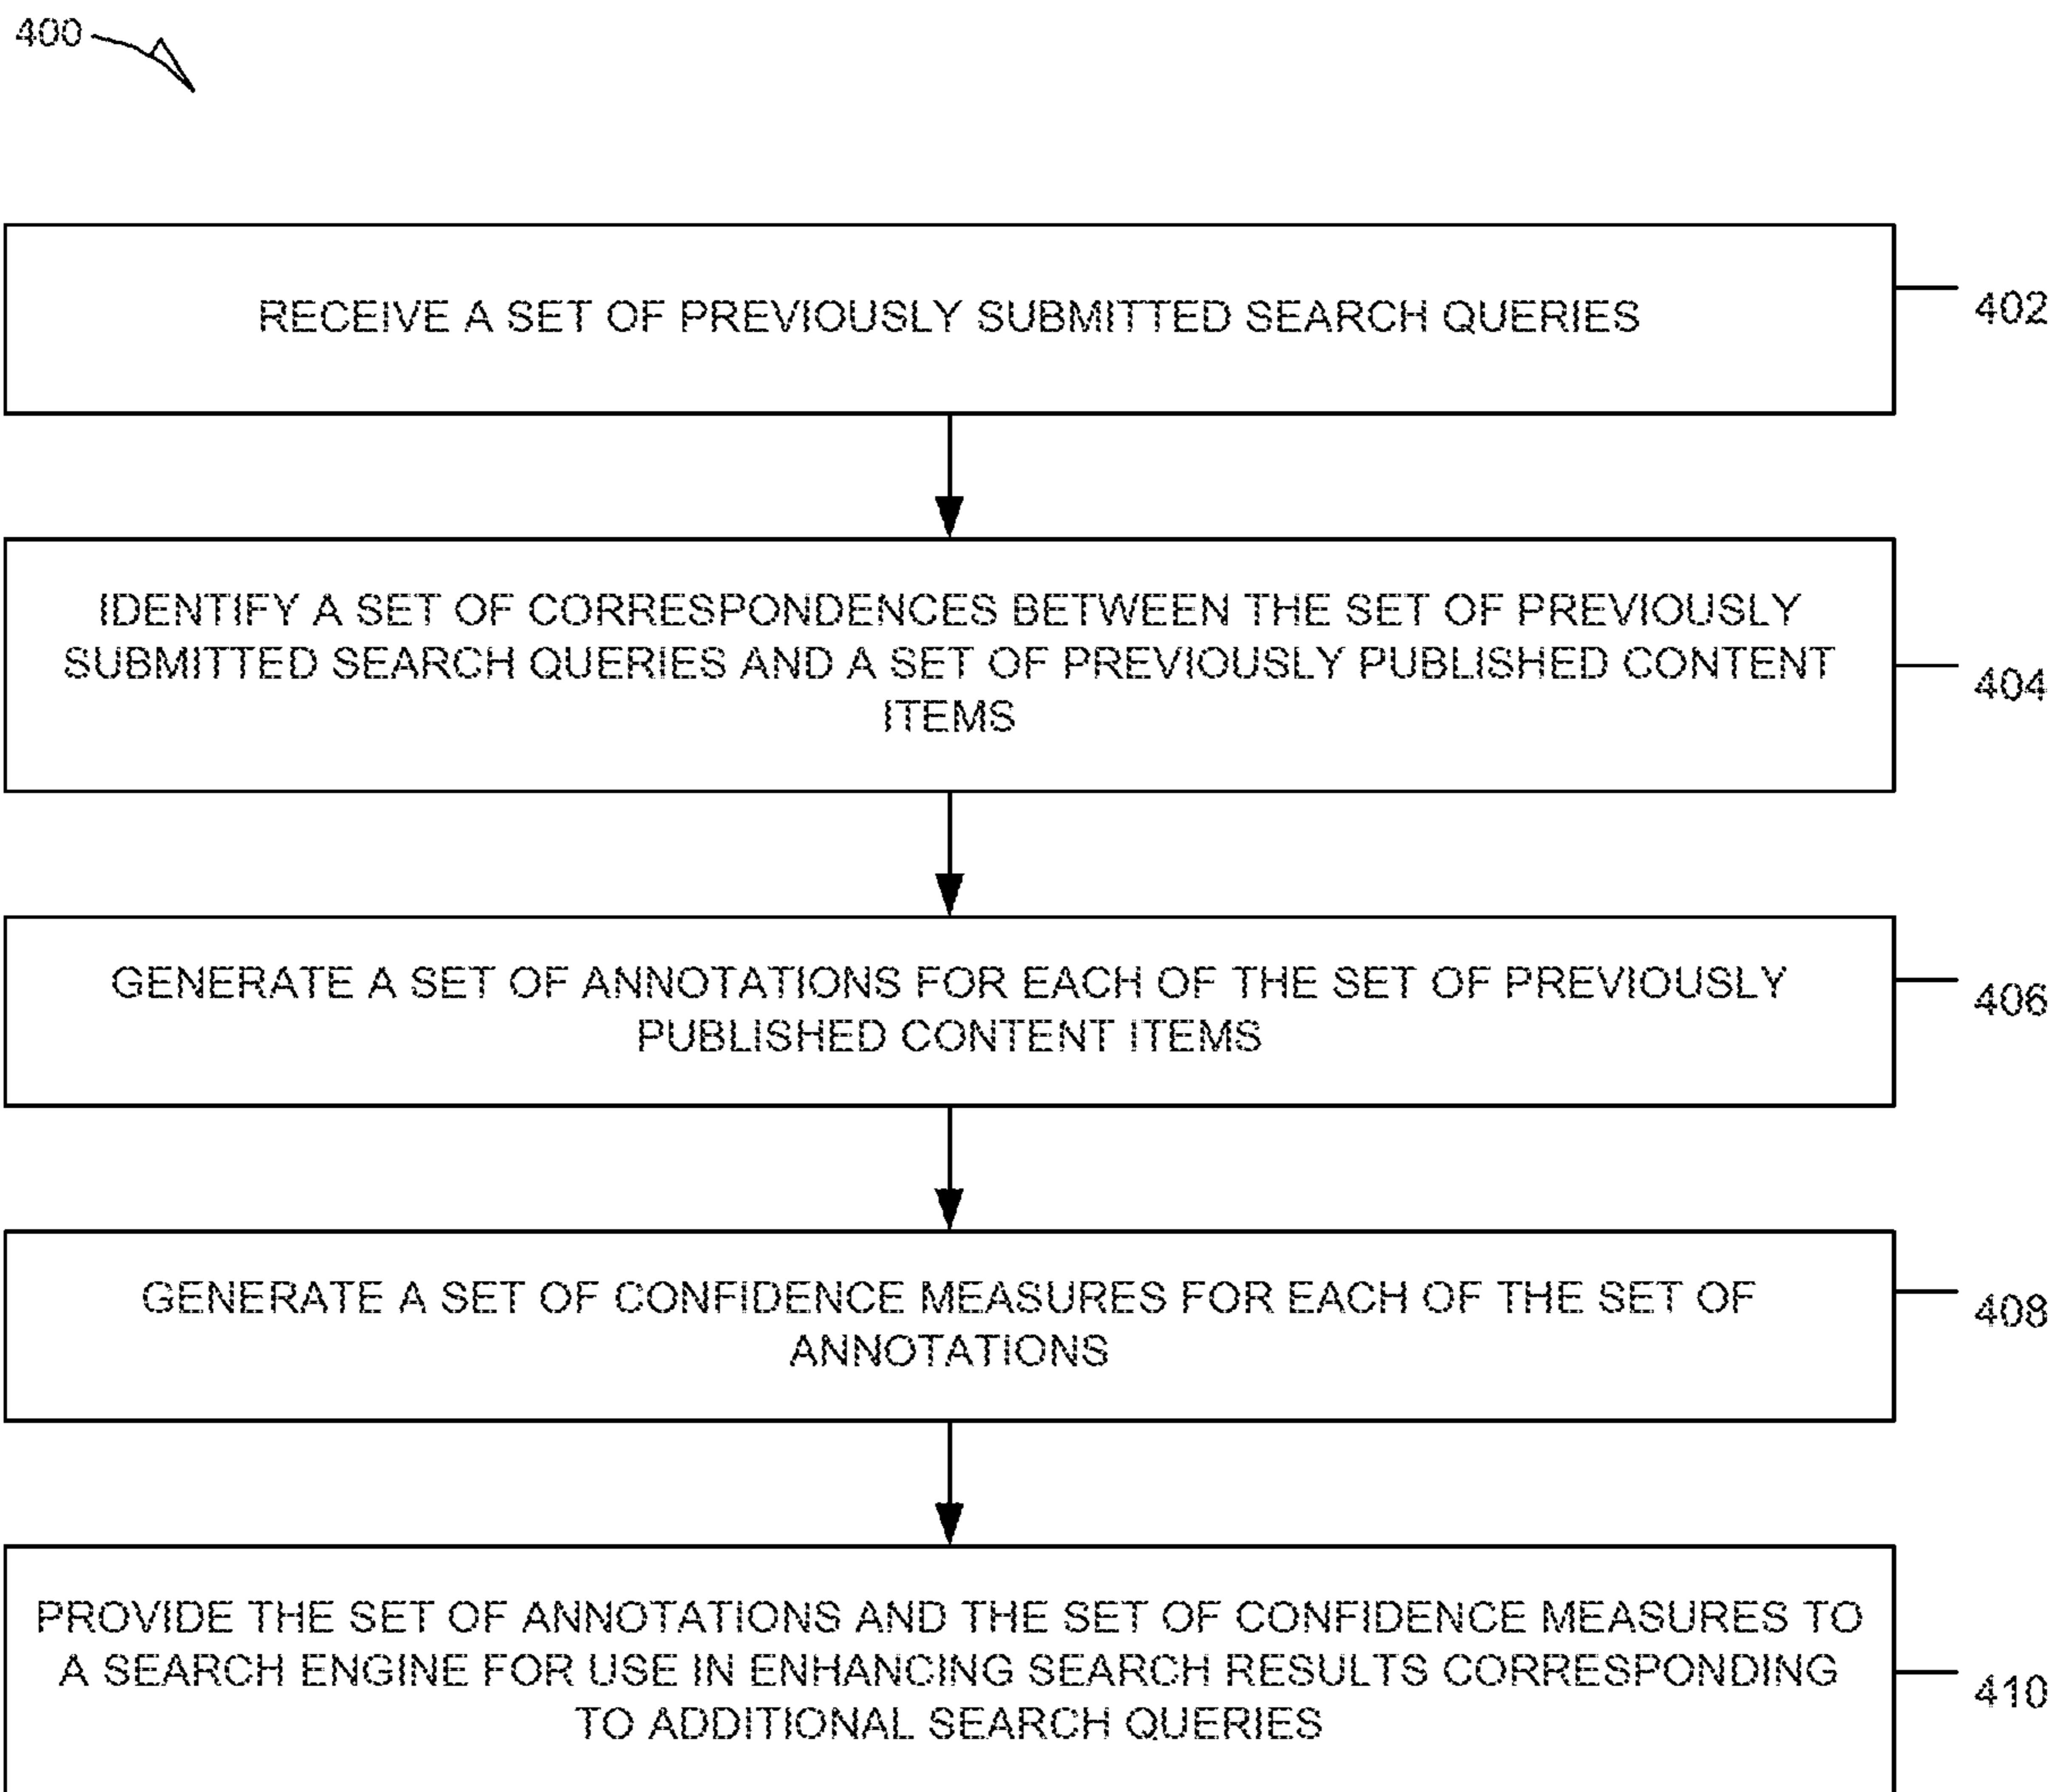 400
RECEIVE A SET OF PREVIOUSLY SUBMITTED SEARCH QUERIES
402
IDENTIFY A SET OF CORRESPONDENCES BETWEEN THE SET OF PREVIOUSLY
SUBMITTED SEARCH QUERIES AND A SET OF PREVIOUSLY PUBLISHED CONTENT
ITEMS
404
GENERATE A SET OF ANNOTATIONS FOR EACH OF THE SET OF PREVIOUSLY
PUBLISHED CONTENT ITEMS
406
GENERATE A SET OF CONFIDENCE MEASURES FOR EACH OF THE SET OF
ANNOTATIONS
408
PROVIDE THE SET OF ANNOTATIONS AND THE SET OF CONFIDENCE MEASURES TO
A SEARCH ENGINE FOR USE IN ENHANCING SEARCH RESULTS CORRESPONDING
TO ADDITIONAL SEARCH QUERIES
410